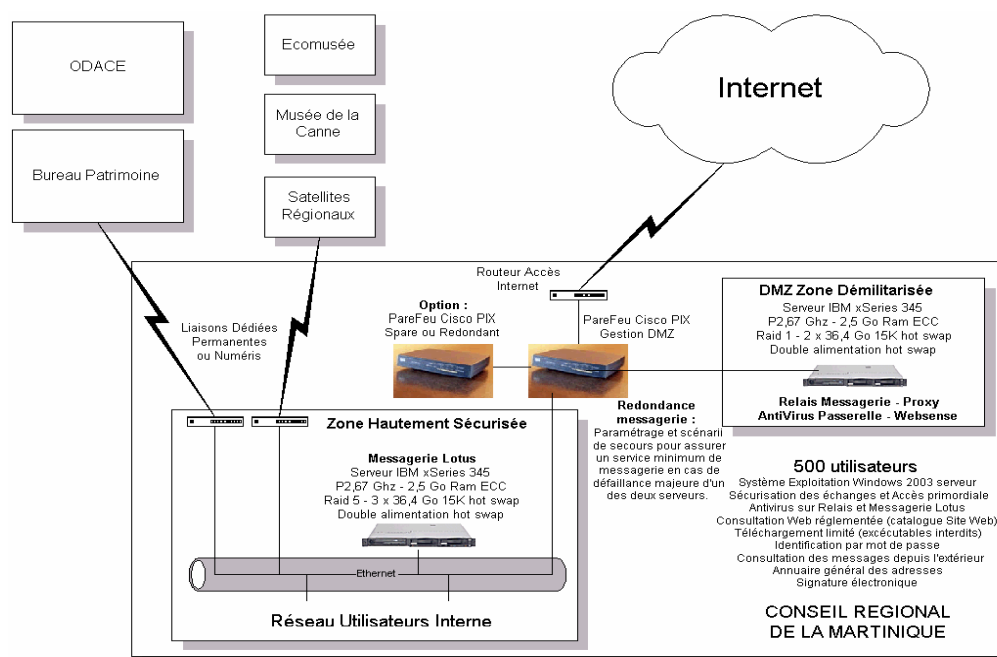 ODACE
Bureau Patrimoine
Ecomusée
Musée de la
Canne
Satellites
Régionaux
Internet
Routeur Accès
Internet
Liaisons Dédiées
Permanentes
ou Numéris
Option :
PareFeu Cisco PIX
Spare ou Redondant
PareFeu Cisco PIX
Gestion DMZ
DMZ Zone Démilitarisée
Serveur IBM xSeries 345
P2,67 Ghz - 2,5 Go Ram ECC
Raid 1 - 2 x 36,4 Go 15K hot swap
Double alimentation hot swap
Relais Messagerie - Proxy
AntiVirus Passerelle - Websense
Redondance
messagerie :
Paramétrage et scénarii
de secours pour assurer
un service minimum de
messagerie en cas de
défaillance majeure d'un
des deux serveurs.
Zone Hautement Sécurisée
Messagerie Lotus
Serveur IBM xSeries 345
P2,67 Ghz - 2,5 Go Ram ECC
Raid 5 - 3 x 36,4 Go 15K hot swap
Double alimentation hot swap
Ethernet
Réseau Utilisateurs Interne
500 utilisateurs
Système Exploitation Windows 2003 serveur
Sécurisation des échanges et Accès primordiale
Antivirus sur Relais et Messagerie Lotus
Consultation Web réglementée (catalogue Site Web)
Téléchargement limité (excécutables interdits)
Identification par mot de passe
Consultation des messages depuis l'extérieur
Annuaire général des adresses
Signature électronique
CONSEIL REGIONAL
DE LA MARTINIQUE